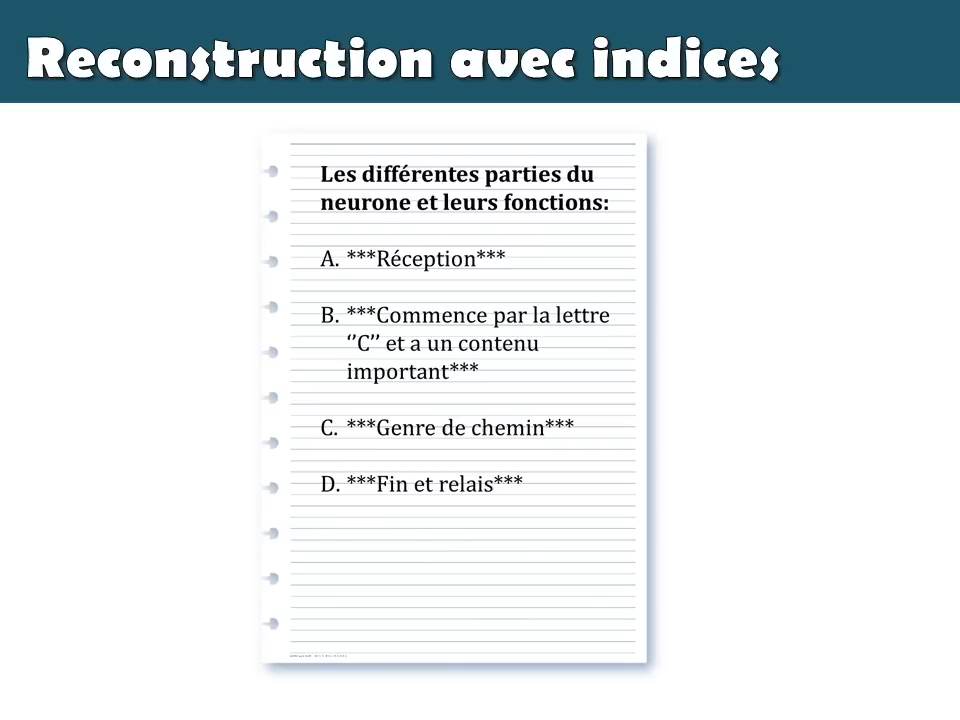 Reconstruction avec indices
Les différentes parties du
neurone et leurs fonctions:
A. ***Réception***
B. ***Commence par la lettre
‘’C’’ et a un contenu
important***
C. ***Genre de chemin***
D. ***Fin et relais***